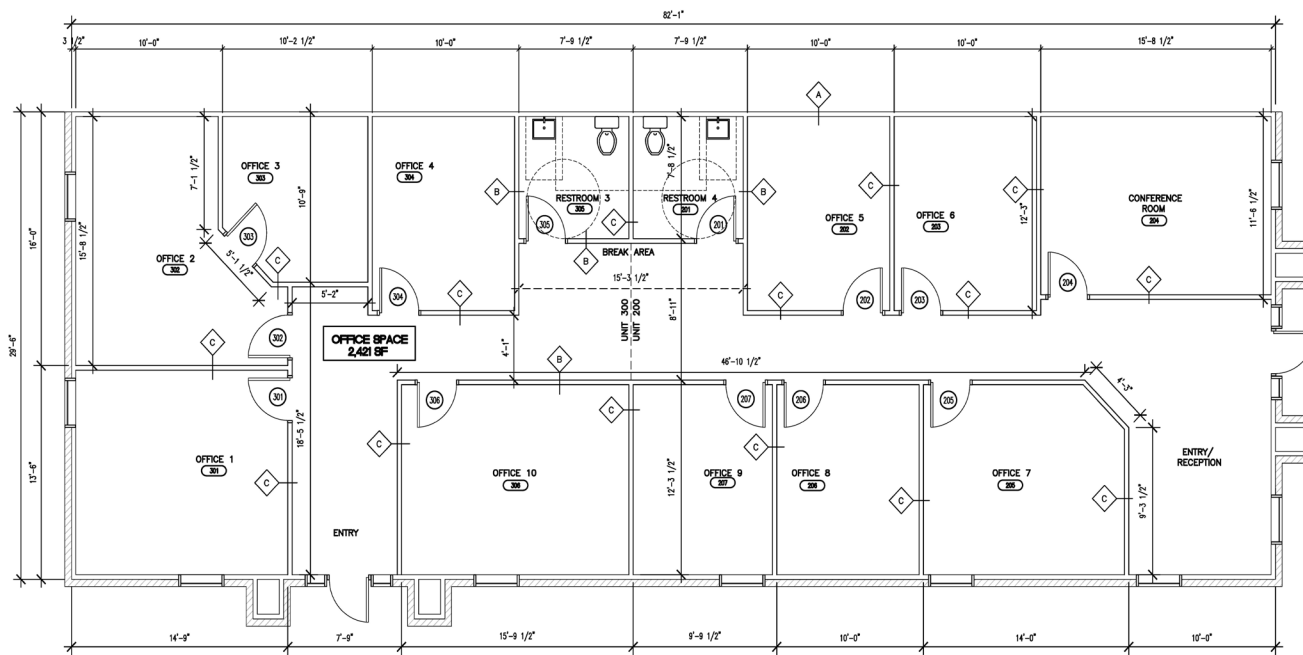 82'-1"
3 1/2"
10'-0"
10'-2 1/2"
10'-0"
7'-9 1/2"
7'-9 1/2"
10'-0"
10'-0"
15'-8 1/2"
A
OFFICE 3
303
OFFICE 4
304
7'-1 1/2"
10'-9"
7'-8 1/2"
B
RESTROOM 3
305
RESTROOM 4
201
B
C
C
C
305
201
C
B
OFFICE 5
202
OFFICE 6
203
12'-3"
CONFERENCE
ROOM
204
11'-6 1/2"
29'-6"
16'-0"
15'-8 1/2"
OFFICE 2
302
303
5'-1 1/2"
C
BREAK AREA
15'-3 1/2"
5'-2"
304
C
C
202
203
C
204
C
UNIT 300
UNIT 200
8'-11"
OFFICE SPACE
2,421 SF
302
C
4'-1"
B
46'-10 1/2"
4'-3"
301
306
C
207
206
205
13'-6"
OFFICE 1
301
C
18'-5 1/2"
C
OFFICE 10
306
12'-3 1/2"
OFFICE 9
207
C
OFFICE 8
206
C
OFFICE 7
205
C
9'-3 1/2"
ENTRY/
RECEPTION
ENTRY
14'-9"
7'-9"
15'-9 1/2"
9'-9 1/2"
10'-0"
14'-0"
10'-0"